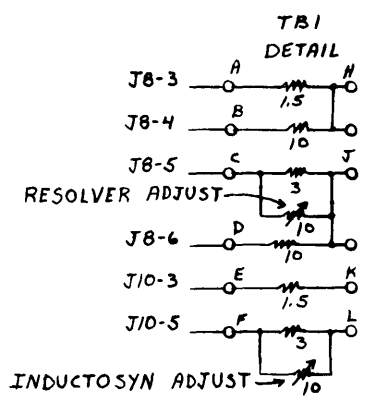 TB1
DETAIL
J8-3 A 1.5 H
J8-4 B 10
J8-5 C 3 J
RESOLVER ADJUST 10
J8-6 D 10
J10-3 E 1.5 K
J10-5 F 3 L
INDUCTOSYN ADJUST 10